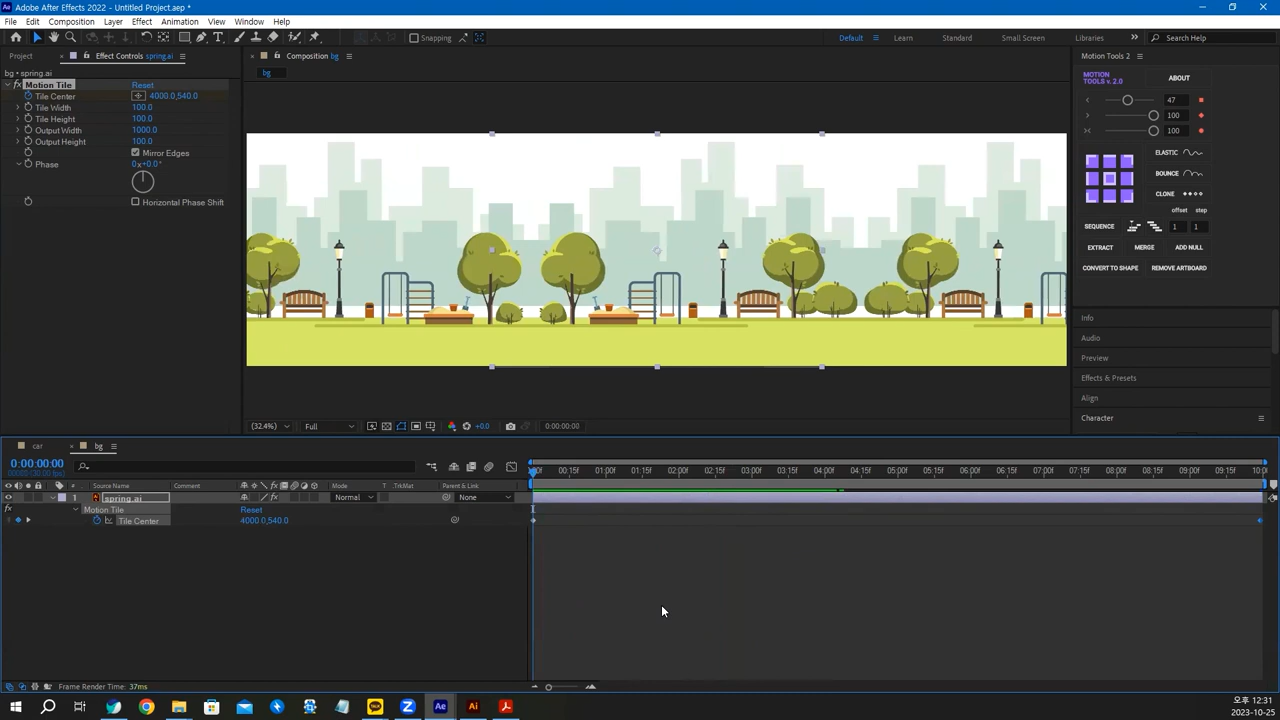 Adobe After Effects 2022 - Untitled Project.aep *
File Edit Composition Layer Effect Animation View Window Help
Snapping Default Learn Standard Small Screen Libraries Search Help
Project Effect Controls spring.ai Composition bg Motion Tools 2
bg • spring.ai bg
Motion Tile Reset
Tile Center 4000.0,540.0
Tile Width 100.0
Tile Height 100.0
Output Width 1000.0
Output Height 100.0
Mirror Edges
Phase 0x+0.0°
Horizontal Phase Shift
MOTION TOOLS v. 2.0 ABOUT
47
100
100
ELASTIC
BOUNCE
CLONE
offset step
SEQUENCE 1 1
EXTRACT MERGE ADD NULL
CONVERT TO SHAPE REMOVE ARTBOARD
Info
Audio
Preview
Effects & Presets
Align
Character
(32.4%) Full +0.0 0:00:00:00
car bg
0:00:00:00
00:15f 01:00f 01:15f 02:00f 02:15f 03:00f 03:15f 04:00f 04:15f 05:00f 05:15f 06:00f 06:15f 07:00f 07:15f 08:00f 08:15f 09:00f 09:15f
# Source Name Comment Mode T .TrkMat Parent & Link
1 spring.ai Normal None
Motion Tile Reset
Tile Center 4000.0,540.0
Frame Render Time: 37ms
오후 12:31
2023-10-25